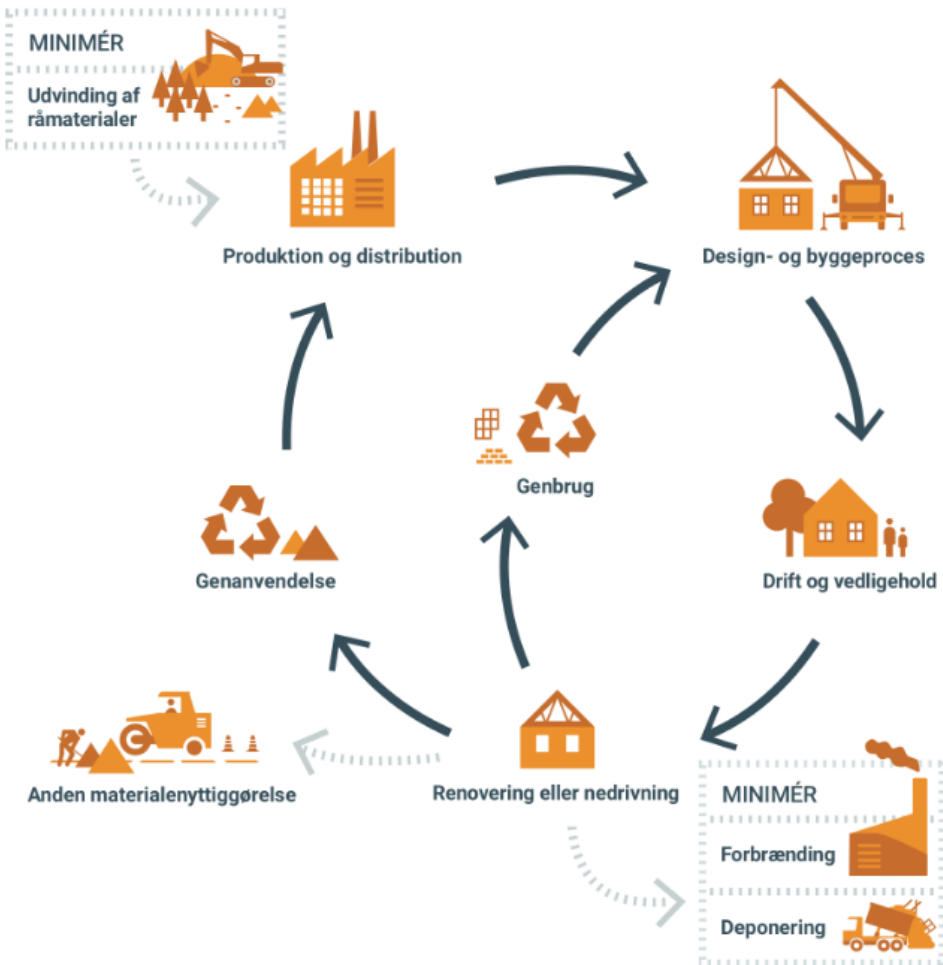 MINIMÉR
Udvinding af
råmaterialer
Produktion og distribution
Design- og byggeproces
Genbrug
Genanvendelse
Drift og vedligehold
Anden materialenyttiggørelse
Renovering eller nedrivning
MINIMÉR
Forbrænding
Deponering